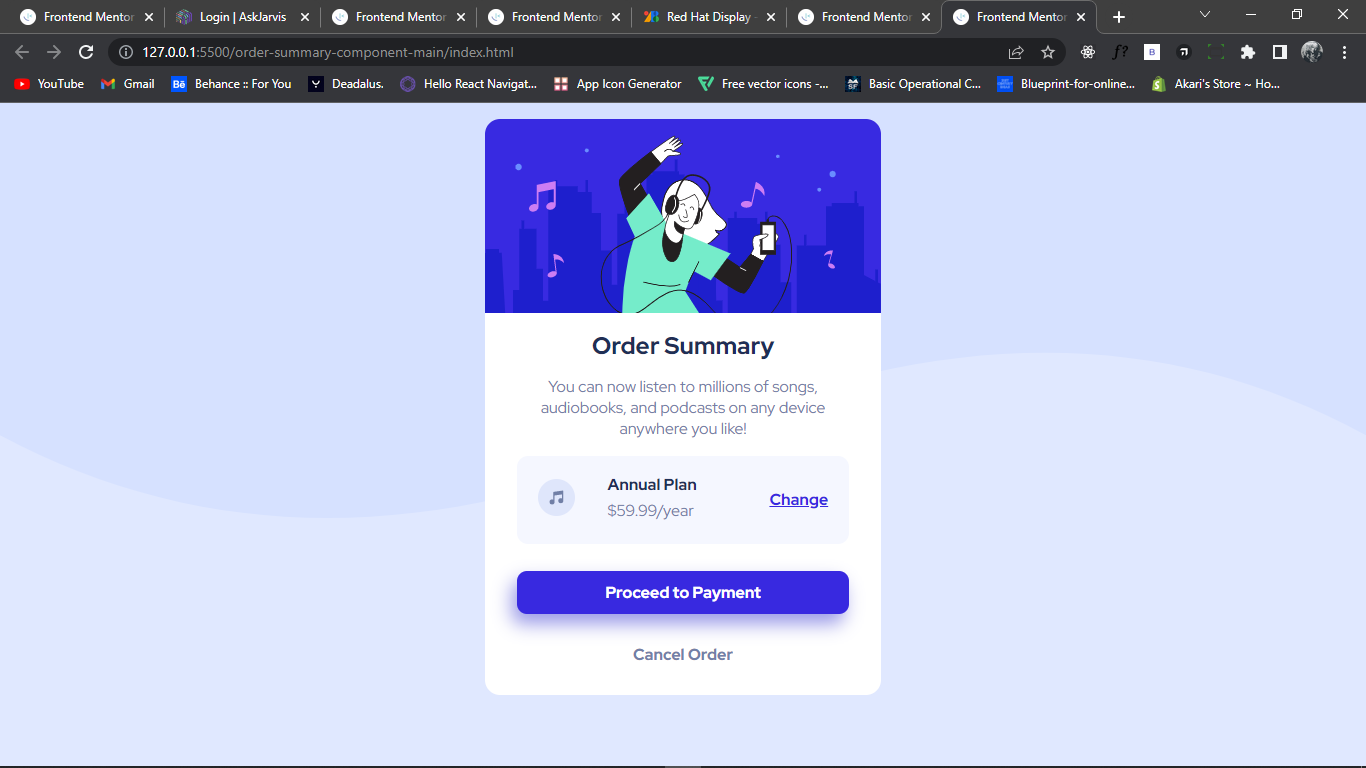 Frontend Mentor
Login | AskJarvis
Frontend Mentor
Frontend Mentor
Red Hat Display -
Frontend Mentor
Frontend Mentor
127.0.0.1:5500/order-summary-component-main/index.html
f?
B
YouTube
Gmail
Bē Behance :: For You
Y Deadalus.
Hello React Navigat...
App Icon Generator
Free vector icons -...
Basic Operational C...
Blueprint-for-online...
Akari's Store ~ Ho...
Order Summary
You can now listen to millions of songs,
audiobooks, and podcasts on any device
anywhere you like!
Annual Plan
$59.99/year
Change
Proceed to Payment
Cancel Order